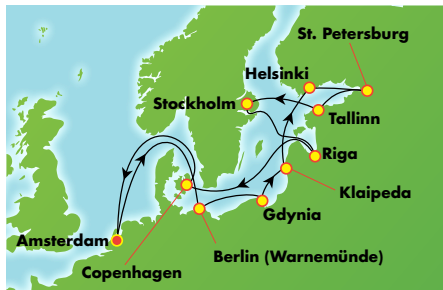 St. Petersburg
Helsinki
Stockholm
Tallinn
Riga
Klaipeda
Gdynia
Amsterdam
Berlin (Warnemünde)
Copenhagen